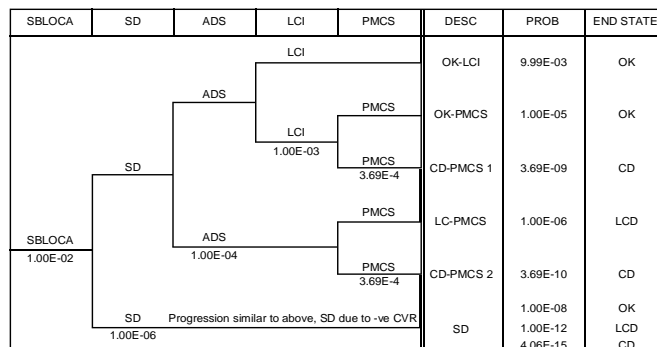 SBLOCA SD ADS LCI PMCS DESC PROB END STATE
LCI
OK-LCI 9.99E-03 OK
ADS
PMCS
OK-PMCS 1.00E-05 OK
LCI
1.00E-03
PMCS
3.69E-4
CD-PMCS 1 3.69E-09 CD
SD
PMCS
LC-PMCS 1.00E-06 LCD
SBLOCA
1.00E-02
ADS
1.00E-04
PMCS
3.69E-4
CD-PMCS 2 3.69E-10 CD
SD
1.00E-06
Progression similar to above, SD due to -ve CVR
SD
1.00E-08 OK
1.00E-12 LCD
4.06E-15 CD